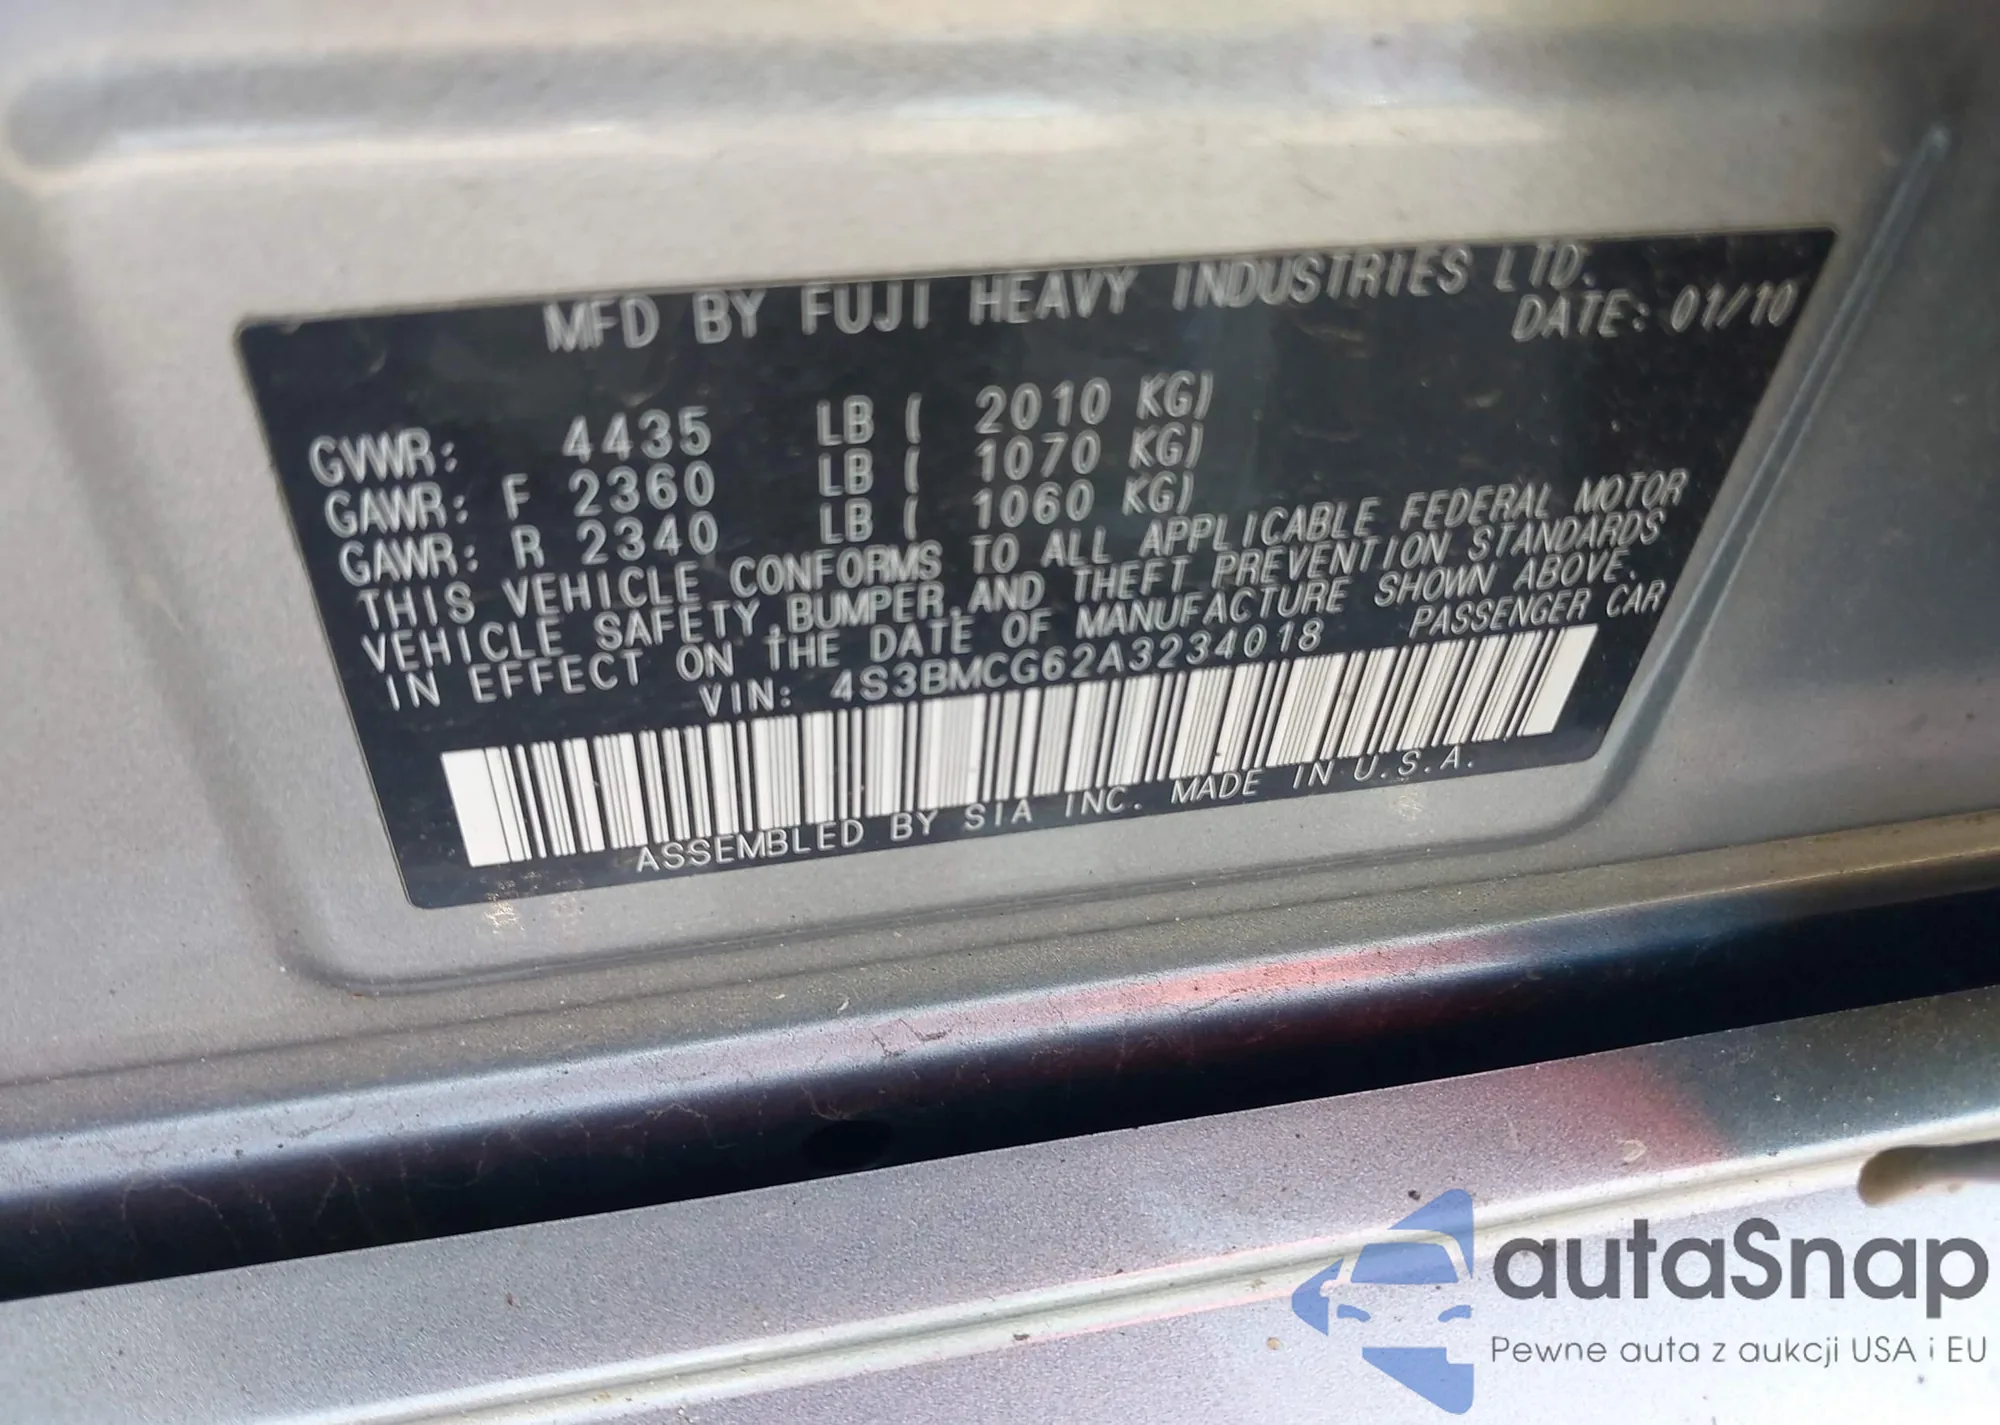 MFD BY FUJI HEAVY INDUSTRIES LTD.
DATE: 01/10
GVWR: 4435 LB ( 2010 KG)
GAWR: F 2360 LB ( 1070 KG)
GAWR: R 2340 LB ( 1060 KG)
THIS VEHICLE CONFORMS TO ALL APPLICABLE FEDERAL MOTOR
VEHICLE SAFETY,BUMPER,AND THEFT PREVENTION STANDARDS
IN EFFECT ON THE DATE OF MANUFACTURE SHOWN ABOVE.
VIN: 4S3BMCG62A3234018 PASSENGER CAR
ASSEMBLED BY SIA INC. MADE IN U.S.A.
autaSnap
Pewne auta z aukcji USA i EU